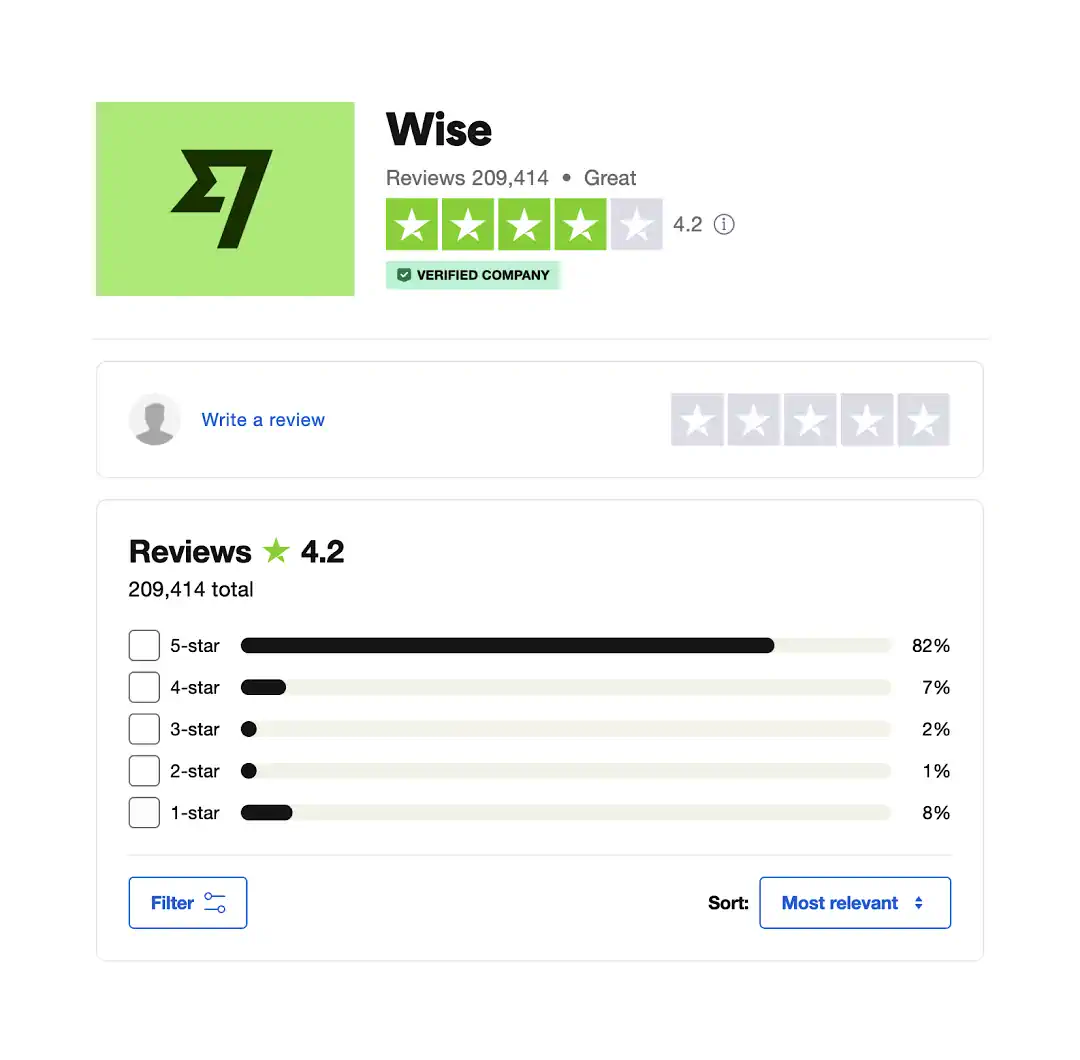 Wise
Reviews 209,414 • Great
4.2
VERIFIED COMPANY
Write a review
Reviews 4.2
209,414 total
5-star 82%
4-star 7%
3-star 2%
2-star 1%
1-star 8%
Filter Sort: Most relevant